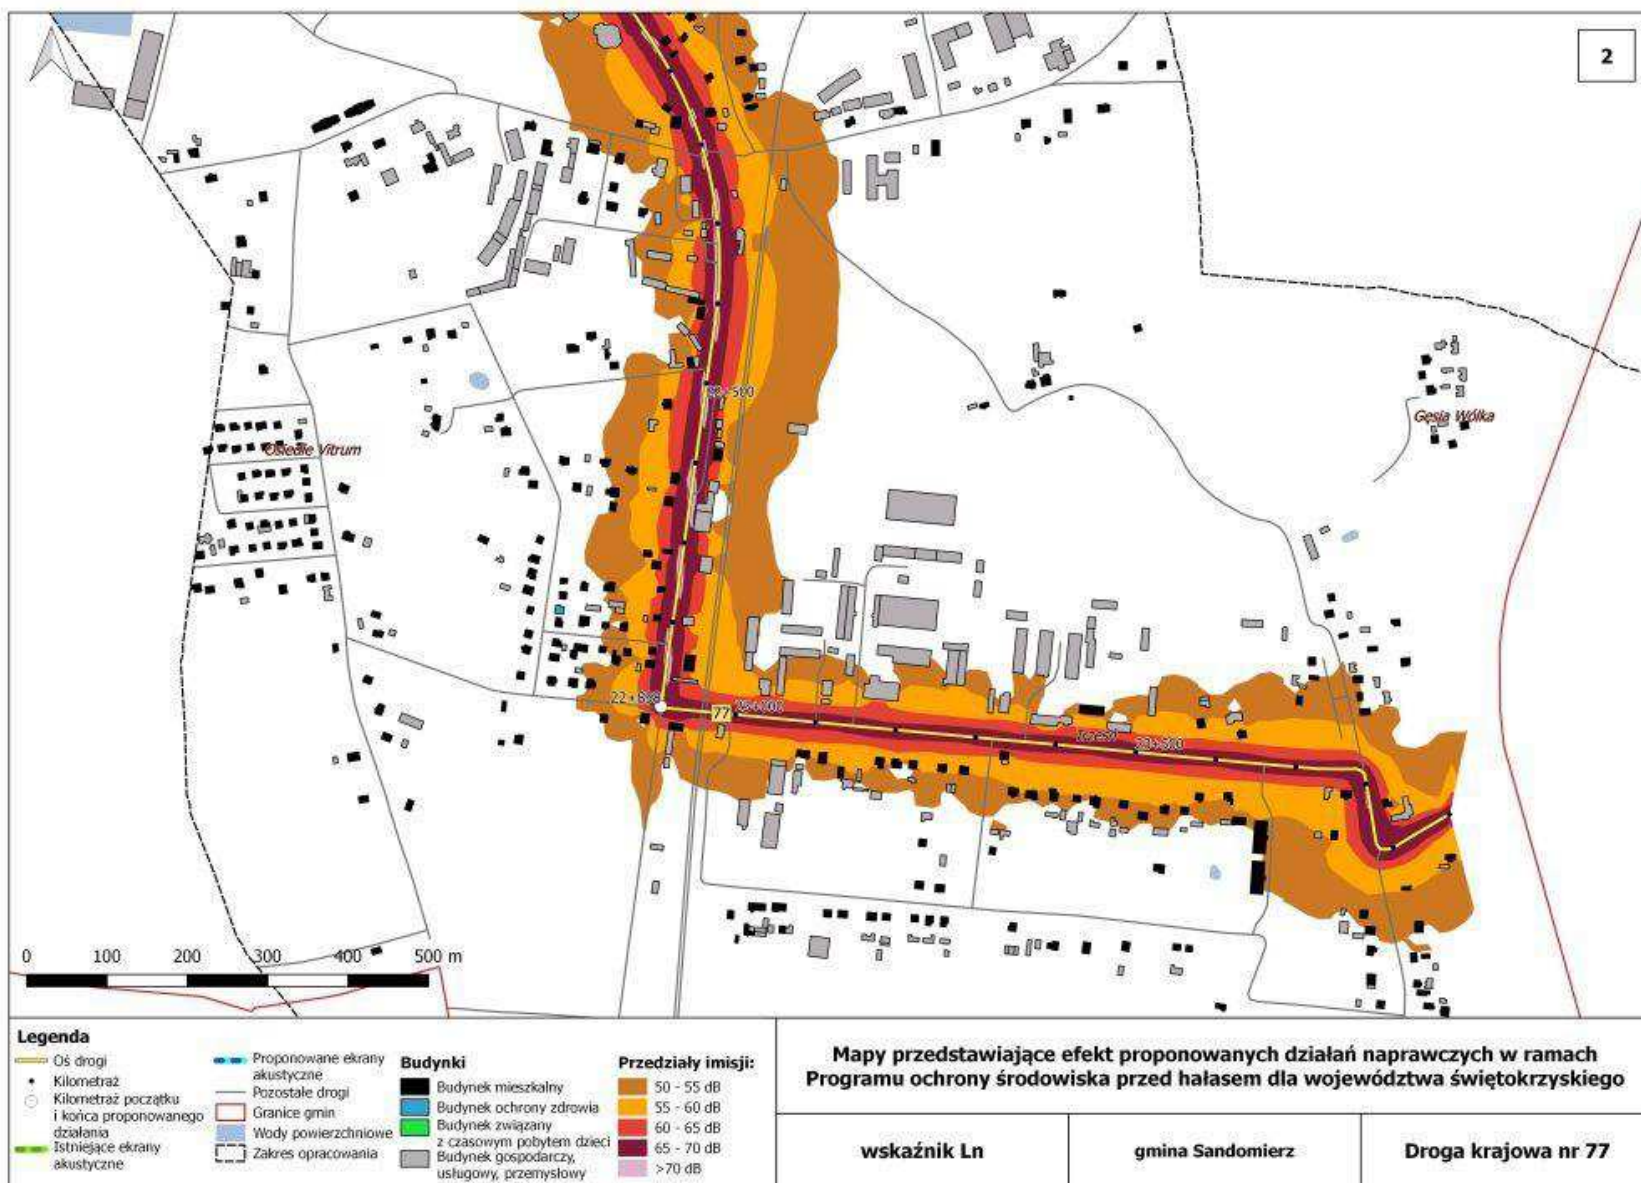 2
22+500
Osiedle Vitrum
Gęsia Wólka
22+858
77
23+000
23+500
0 100 200 300 400 500 m
Legenda
Oś drogi
Kilometraż
Kilometraż początku
i końca proponowanego
działania
Istniejące ekrany
akustyczne
Proponowane ekrany
akustyczne
Pozostałe drogi
Granice gmin
Wody powierzchniowe
Zakres opracowania
Budynki
Budynek mieszkalny
Budynek ochrony zdrowia
Budynek związany
z czasowym pobytem dzieci
Budynek gospodarczy,
usługowy, przemysłowy
Przedziały imisji:
50 - 55 dB
55 - 60 dB
60 - 65 dB
65 - 70 dB
>70 dB
Mapy przedstawiające efekt proponowanych działań naprawczych w ramach
Programu ochrony środowiska przed hałasem dla województwa świętokrzyskiego
wskaźnik Ln
gmina Sandomierz
Droga krajowa nr 77